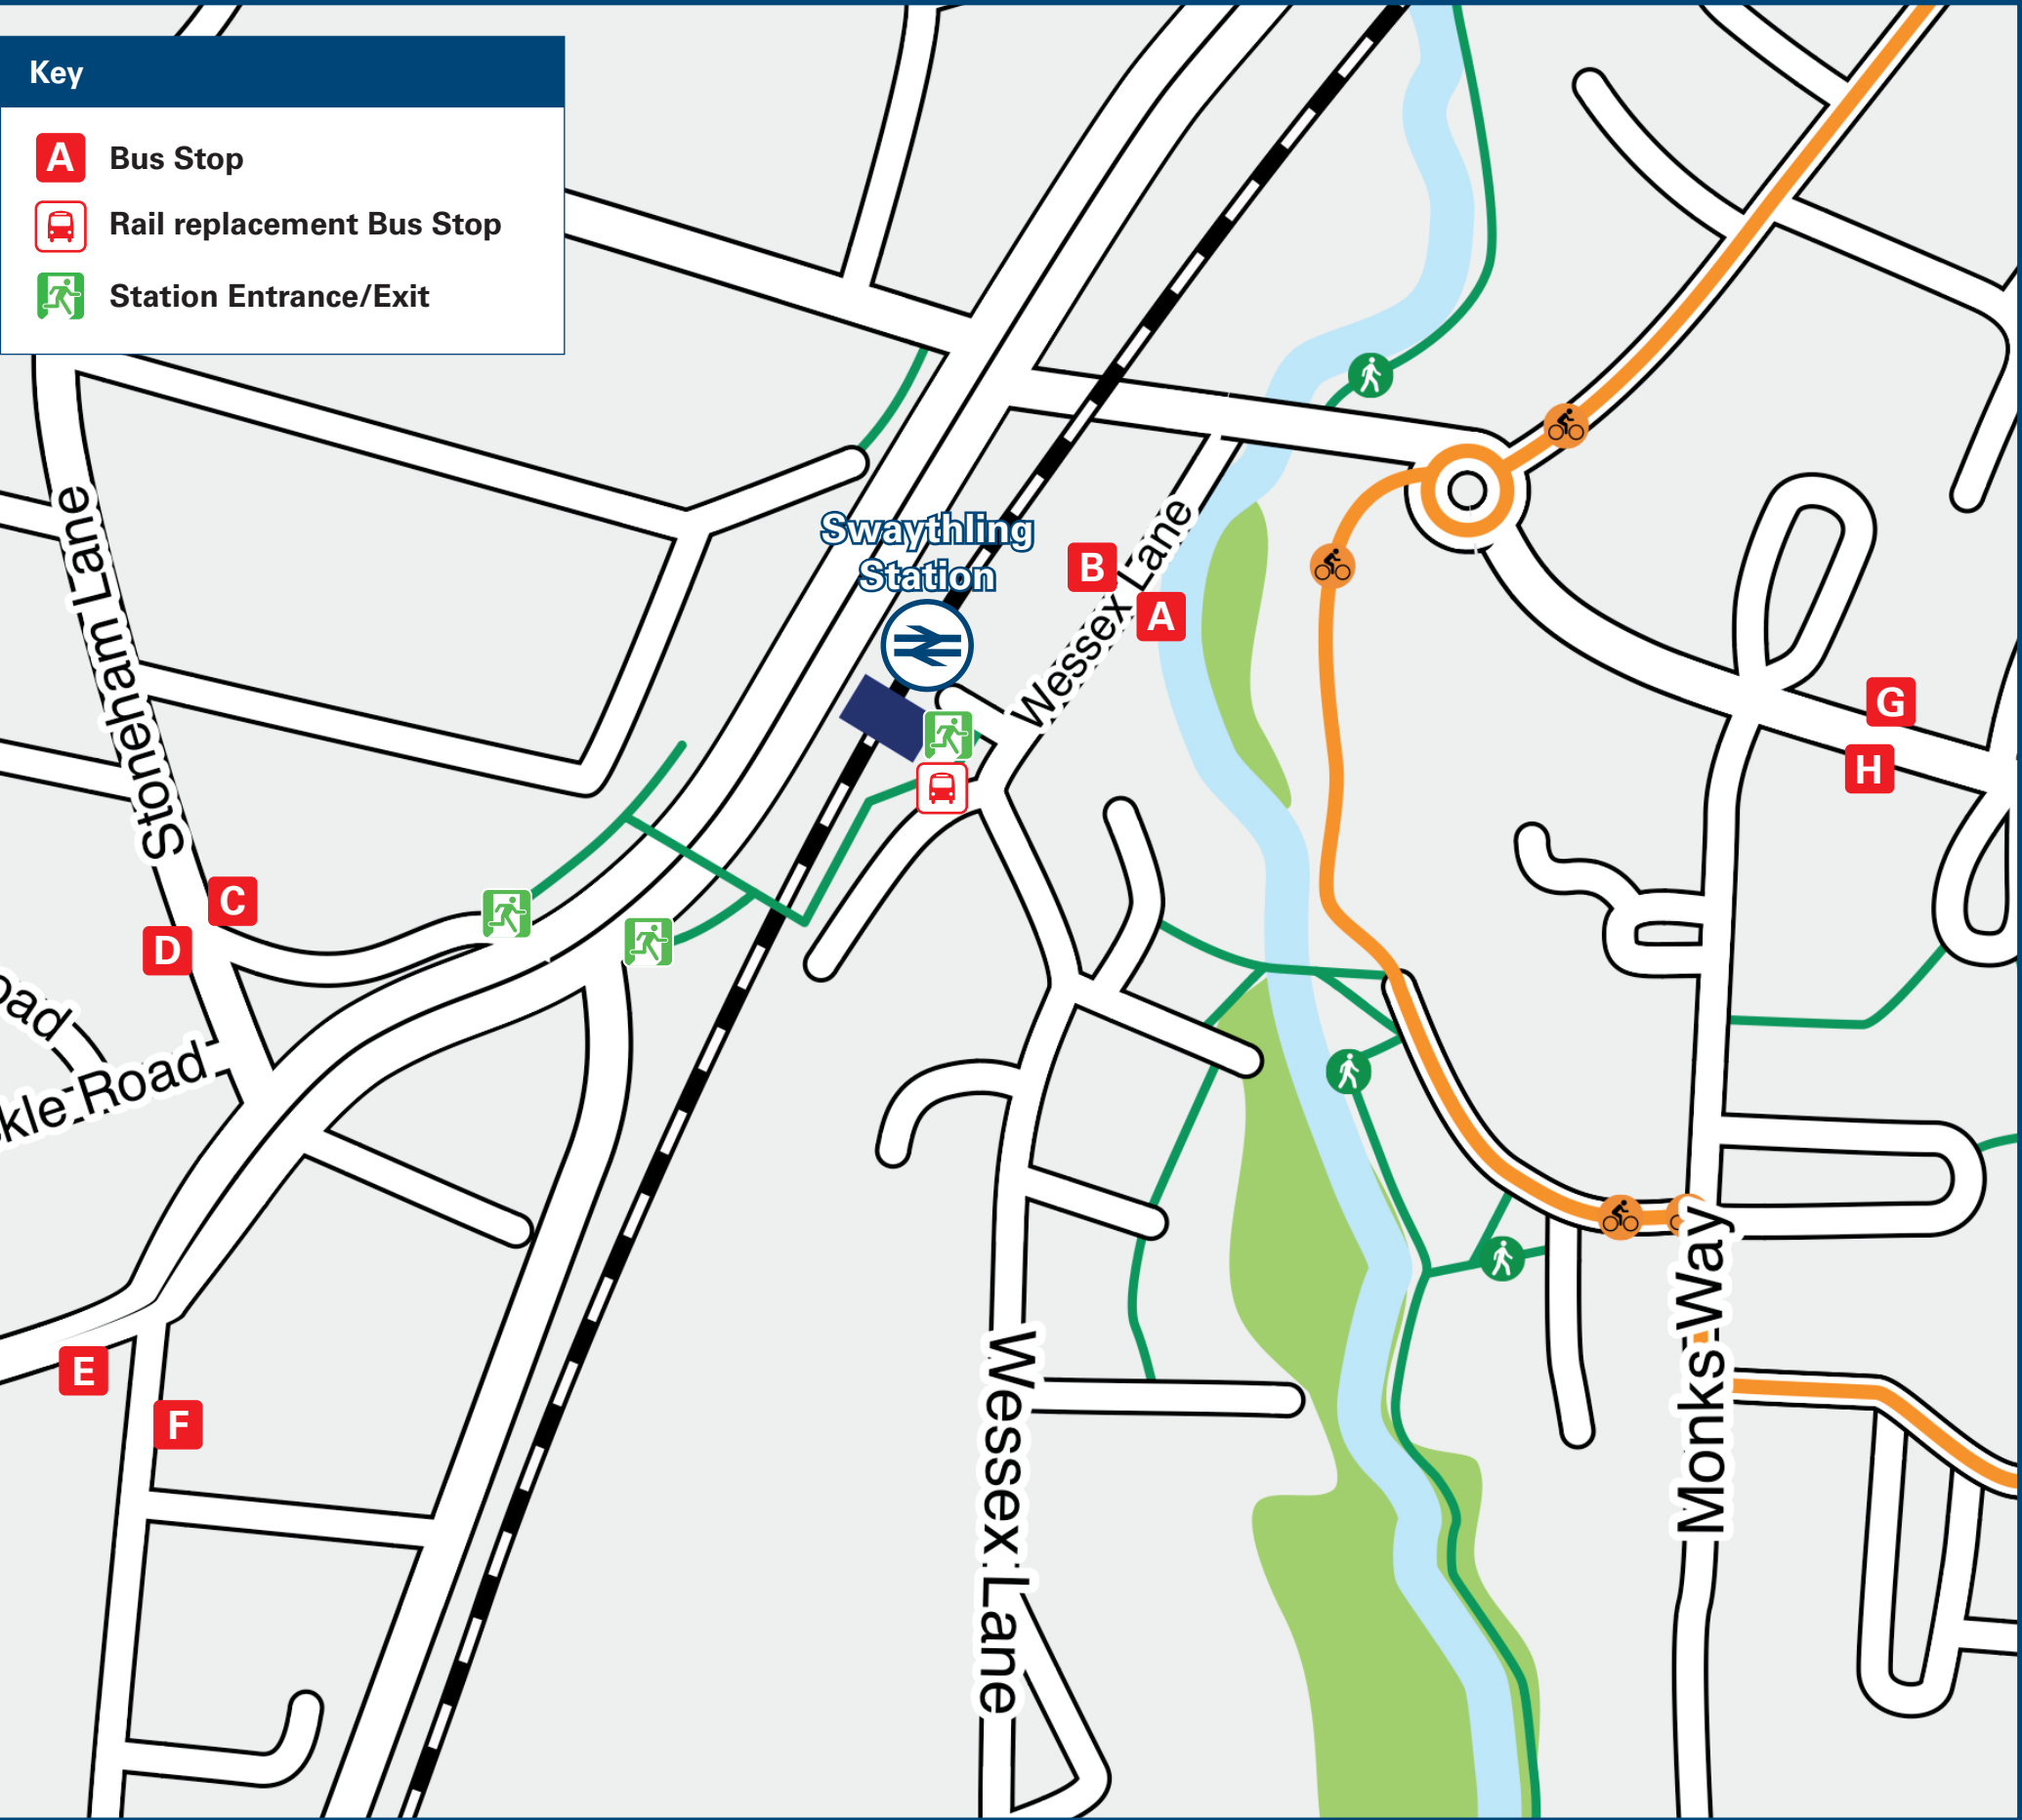 Key
A Bus Stop
Rail replacement Bus Stop
Station Entrance/Exit
Stoneham Lane
Swaythling
Station
B
Wessex Lane
A
G
H
C
D
Road
E
F
Wessex Lane
Monks Way